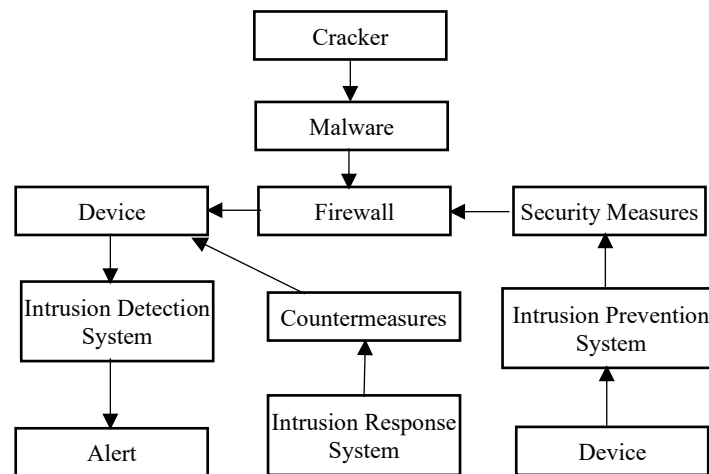 Cracker
Malware
Device
Firewall
Security Measures
Intrusion Detection
System
Countermeasures
Intrusion Prevention
System
Alert
Intrusion Response
System
Device